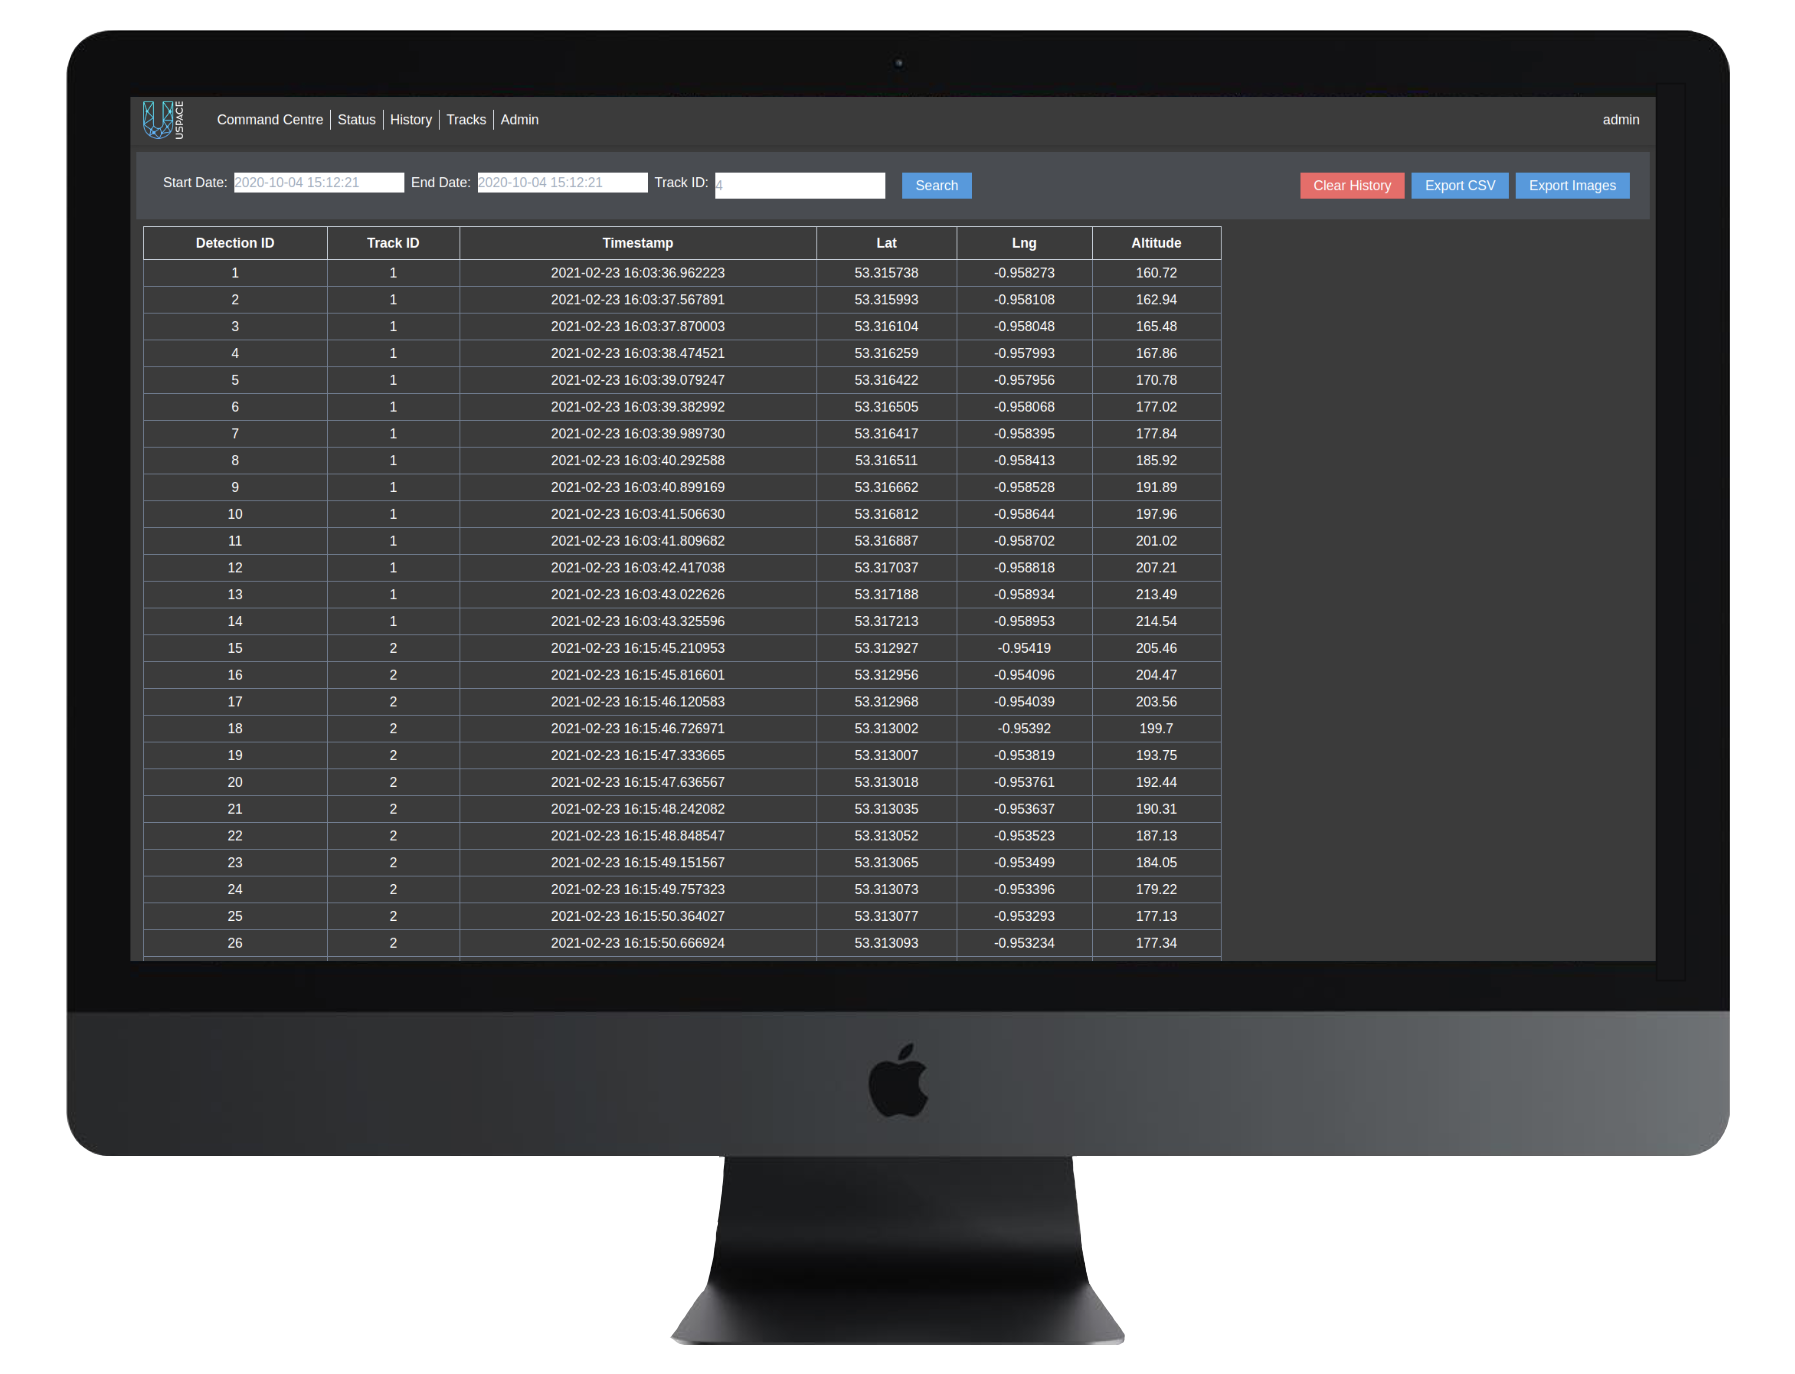 USPACE
Command Centre Status History Tracks Admin admin
Start Date: 2020-10-04 15:12:21 End Date: 2020-10-04 15:12:21 Track ID: 4 Search Clear History Export CSV Export Images
Detection ID Track ID Timestamp Lat Lng Altitude
1 1 2021-02-23 16:03:36.962223 53.315738 -0.958273 160.72
2 1 2021-02-23 16:03:37.567891 53.315993 -0.958108 162.94
3 1 2021-02-23 16:03:37.870003 53.316104 -0.958048 165.48
4 1 2021-02-23 16:03:38.474521 53.316259 -0.957993 167.86
5 1 2021-02-23 16:03:39.079247 53.316422 -0.957956 170.78
6 1 2021-02-23 16:03:39.382992 53.316505 -0.958068 177.02
7 1 2021-02-23 16:03:39.989730 53.316417 -0.958395 177.84
8 1 2021-02-23 16:03:40.292588 53.316511 -0.958413 185.92
9 1 2021-02-23 16:03:40.899169 53.316662 -0.958528 191.89
10 1 2021-02-23 16:03:41.506630 53.316812 -0.958644 197.96
11 1 2021-02-23 16:03:41.809682 53.316887 -0.958702 201.02
12 1 2021-02-23 16:03:42.417038 53.317037 -0.958818 207.21
13 1 2021-02-23 16:03:43.022626 53.317188 -0.958934 213.49
14 1 2021-02-23 16:03:43.325596 53.317213 -0.958953 214.54
15 2 2021-02-23 16:15:45.210953 53.312927 -0.95419 205.46
16 2 2021-02-23 16:15:45.816601 53.312956 -0.954096 204.47
17 2 2021-02-23 16:15:46.120583 53.312968 -0.954039 203.56
18 2 2021-02-23 16:15:46.726971 53.313002 -0.95392 199.7
19 2 2021-02-23 16:15:47.333665 53.313007 -0.953819 193.75
20 2 2021-02-23 16:15:47.636567 53.313018 -0.953761 192.44
21 2 2021-02-23 16:15:48.242082 53.313035 -0.953637 190.31
22 2 2021-02-23 16:15:48.848547 53.313052 -0.953523 187.13
23 2 2021-02-23 16:15:49.151567 53.313065 -0.953499 184.05
24 2 2021-02-23 16:15:49.757323 53.313073 -0.953396 179.22
25 2 2021-02-23 16:15:50.364027 53.313077 -0.953293 177.13
26 2 2021-02-23 16:15:50.666924 53.313093 -0.953234 177.34